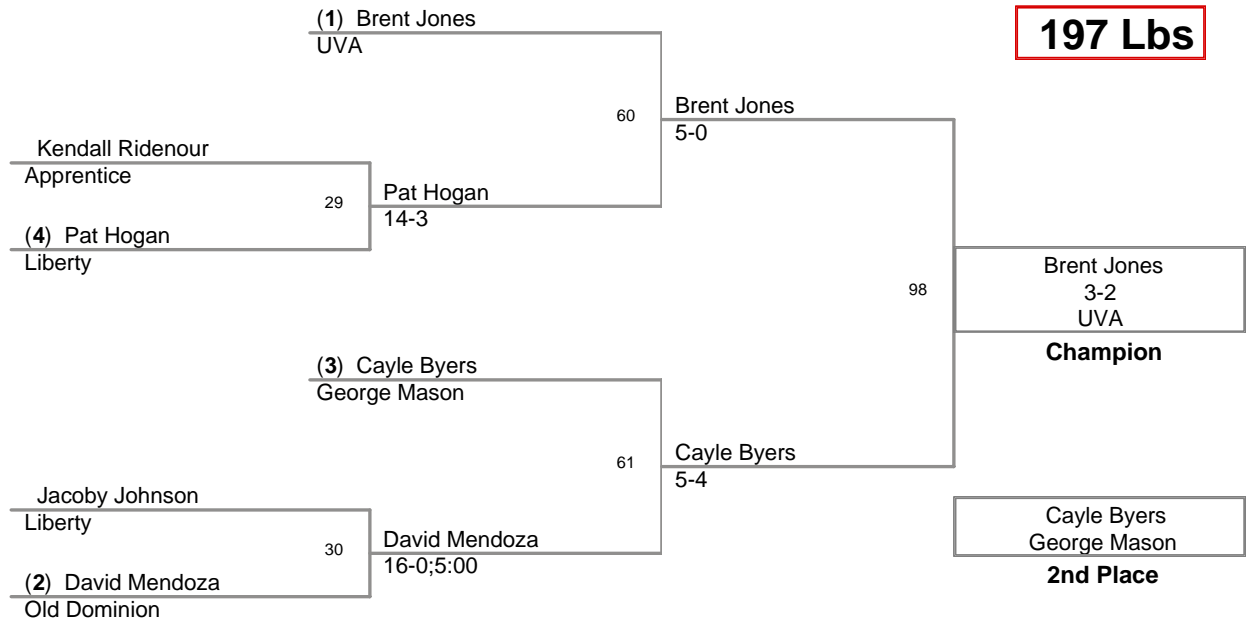 (1) Brent Jones
UVA
197 Lbs
60
Brent Jones
5-0
Kendall Ridenour
Apprentice
29
Pat Hogan
14-3
(4) Pat Hogan
Liberty
98
Brent Jones
3-2
UVA
Champion
(3) Cayle Byers
George Mason
61
Cayle Byers
5-4
Jacoby Johnson
Liberty
30
David Mendoza
16-0;5:00
(2) David Mendoza
Old Dominion
Cayle Byers
George Mason
2nd Place